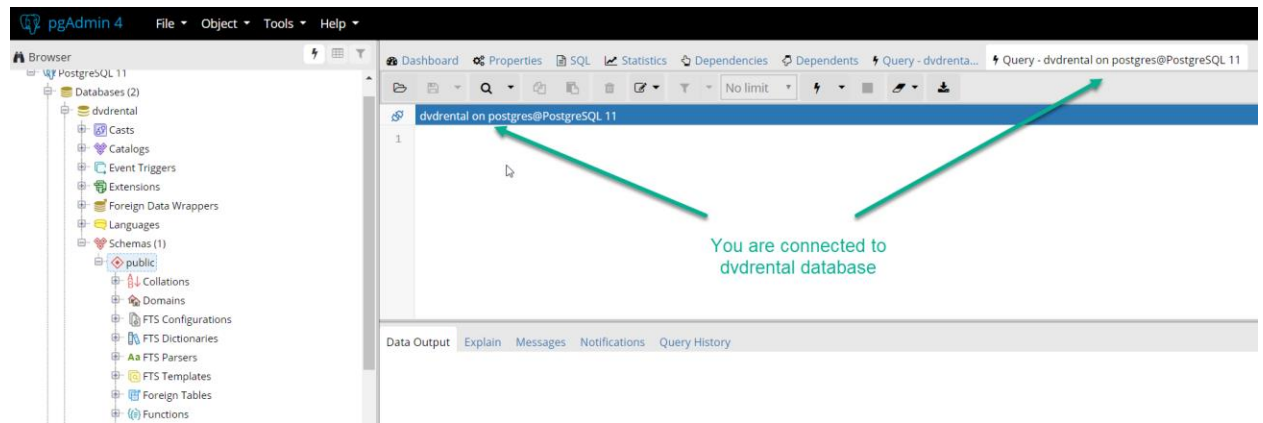 pgAdmin 4 File Object Tools Help
Browser
Dashboard Properties SQL Statistics Dependencies Dependents Query - dvdrenta... Query - dvdrental on postgres@PostgreSQL 11
PostgreSQL 11
Databases (2)
No limit
dvdrental
dvdrental on postgres@PostgreSQL 11
Casts
1
Catalogs
Event Triggers
Extensions
Foreign Data Wrappers
Languages
Schemas (1)
public
Collations
Domains
FTS Configurations
FTS Dictionaries
Aa FTS Parsers
FTS Templates
Foreign Tables
Functions
You are connected to
dvdrental database
Data Output Explain Messages Notifications Query History